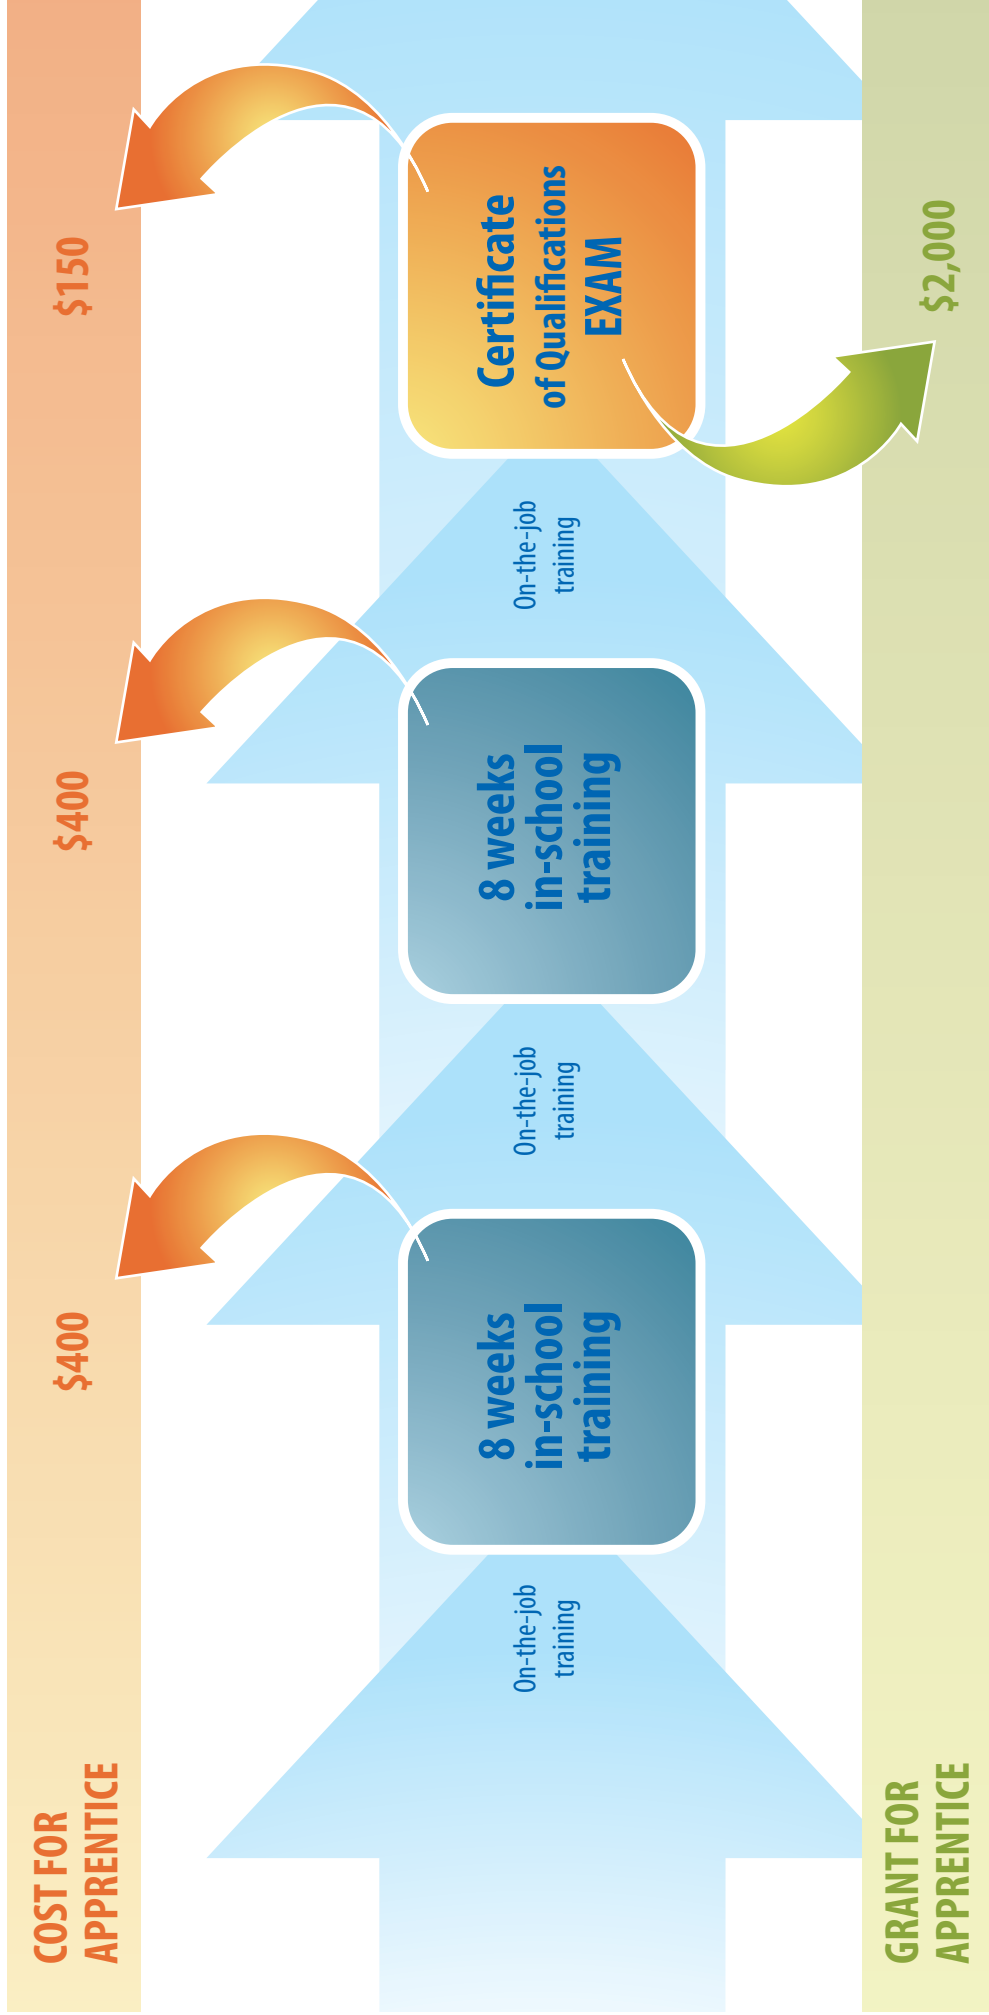 COST FOR
APPRENTICE
$400
$400
$150
On-the-job
training
8 weeks
in-school
training
On-the-job
training
8 weeks
in-school
training
On-the-job
training
Certificate
of Qualifications
EXAM
GRANT FOR
APPRENTICE
$2,000